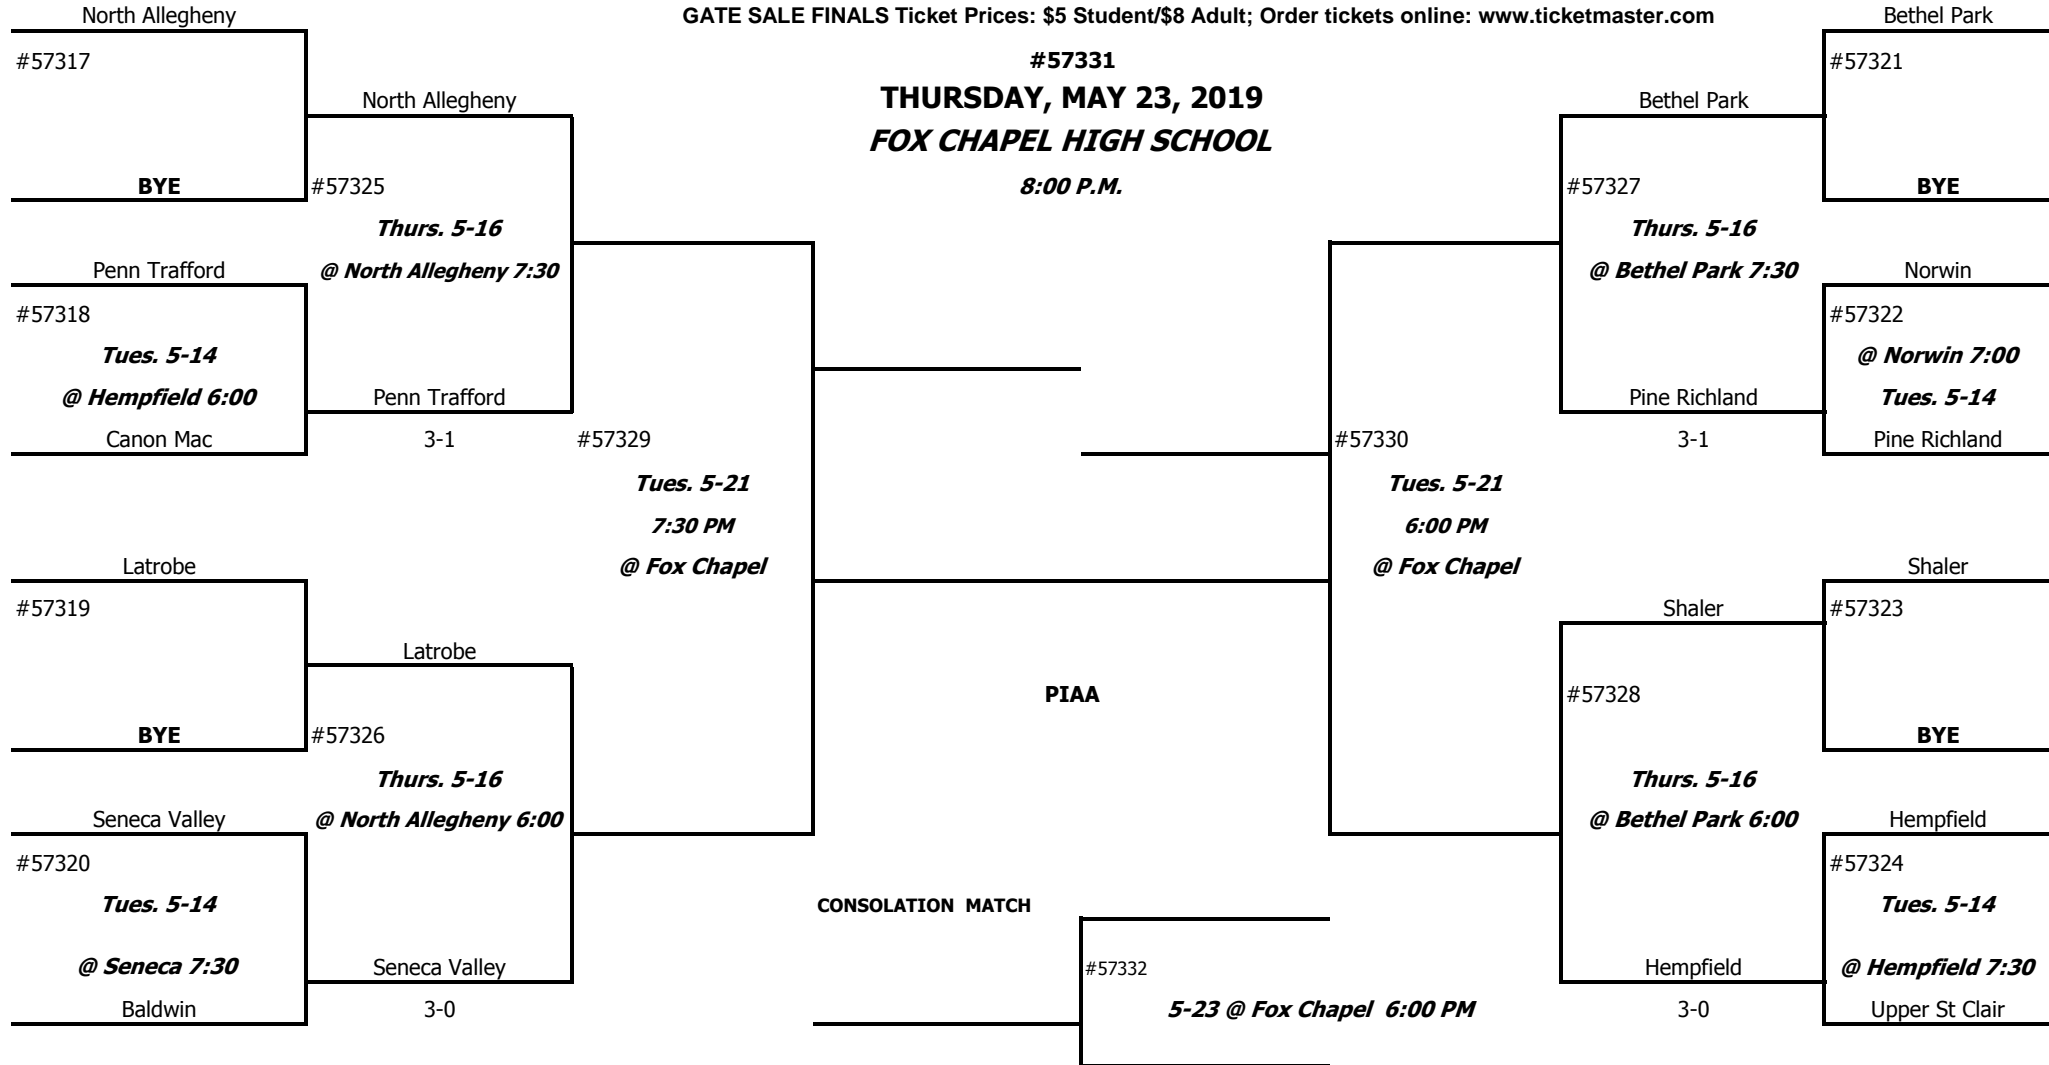 North Allegheny
GATE SALE FINALS Ticket Prices: $5 Student/$8 Adult; Order tickets online: www.ticketmaster.com
Bethel Park
#57317
#57331
#57321
North Allegheny
THURSDAY, MAY 23, 2019
Bethel Park
FOX CHAPEL HIGH SCHOOL
BYE
#57325
8:00 P.M.
#57327
BYE
Thurs. 5-16
Thurs. 5-16
Penn Trafford
@ North Allegheny 7:30
@ Bethel Park 7:30
Norwin
#57318
#57322
Tues. 5-14
@ Norwin 7:00
@ Hempfield 6:00
Penn Trafford
Pine Richland
Tues. 5-14
Canon Mac
3-1
#57329
#57330
3-1
Pine Richland
Tues. 5-21
Tues. 5-21
7:30 PM
6:00 PM
Latrobe
@ Fox Chapel
@ Fox Chapel
Shaler
#57319
Shaler
#57323
Latrobe
PIAA
#57328
BYE
#57326
BYE
Thurs. 5-16
Thurs. 5-16
Seneca Valley
@ North Allegheny 6:00
@ Bethel Park 6:00
Hempfield
#57320
#57324
Tues. 5-14
CONSOLATION MATCH
Tues. 5-14
@ Seneca 7:30
Seneca Valley
#57332
Hempfield
@ Hempfield 7:30
Baldwin
3-0
5-23 @ Fox Chapel 6:00 PM
3-0
Upper St Clair